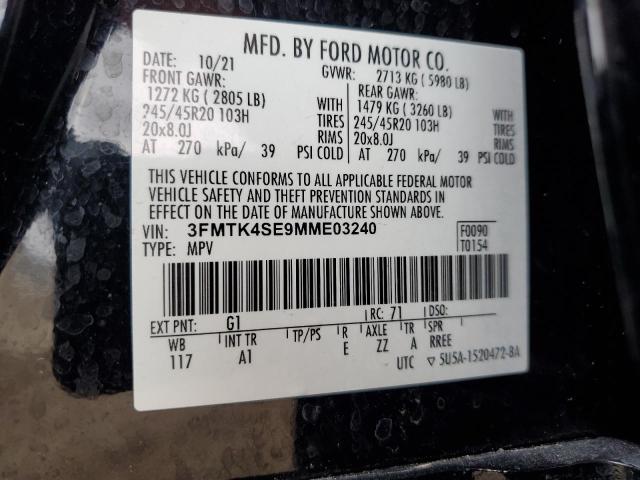 MFD. BY FORD MOTOR CO.
DATE: 10/21 GVWR: 2713 KG ( 5980 LB)
FRONT GAWR: REAR GAWR:
1272 KG ( 2805 LB) WITH 1479 KG ( 3260 LB) WITH
245/45R20 103H TIRES 245/45R20 103H TIRES
20x8.0J RIMS 20x8.0J RIMS
AT 270 kPa/ 39 PSI COLD AT 270 kPa/ 39 PSI COLD
THIS VEHICLE CONFORMS TO ALL APPLICABLE FEDERAL MOTOR
VEHICLE SAFETY AND THEFT PREVENTION STANDARDS IN
EFFECT ON THE DATE OF MANUFACTURE SHOWN ABOVE.
VIN: 3FMTK4SE9MME03240 F0090
TYPE: MPV T0154
EXT PNT: G1 RC: 71 DSO:
WB INT TR TP/PS R AXLE TR SPR
117 A1 E ZZ A RREE
UTC ▽ 5U5A-1520472-BA